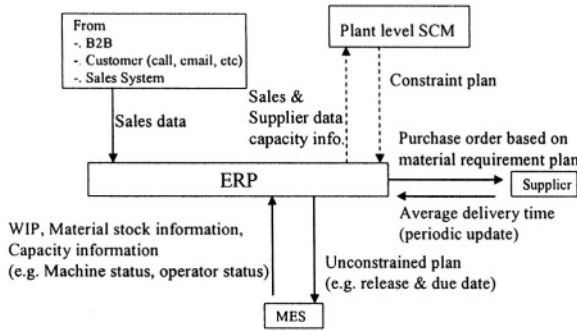 From
-. B2B
-. Customer (call, email, etc)
-. Sales System
Plant level SCM
Sales data
Sales &
Supplier data
capacity info.
Constraint plan
Purchase order based on
material requirement plan
ERP
Supplier
Average delivery time
(periodic update)
WIP, Material stock information,
Capacity information
(e.g. Machine status, operator status)
Unconstrained plan
(e.g. release & due date)
MES